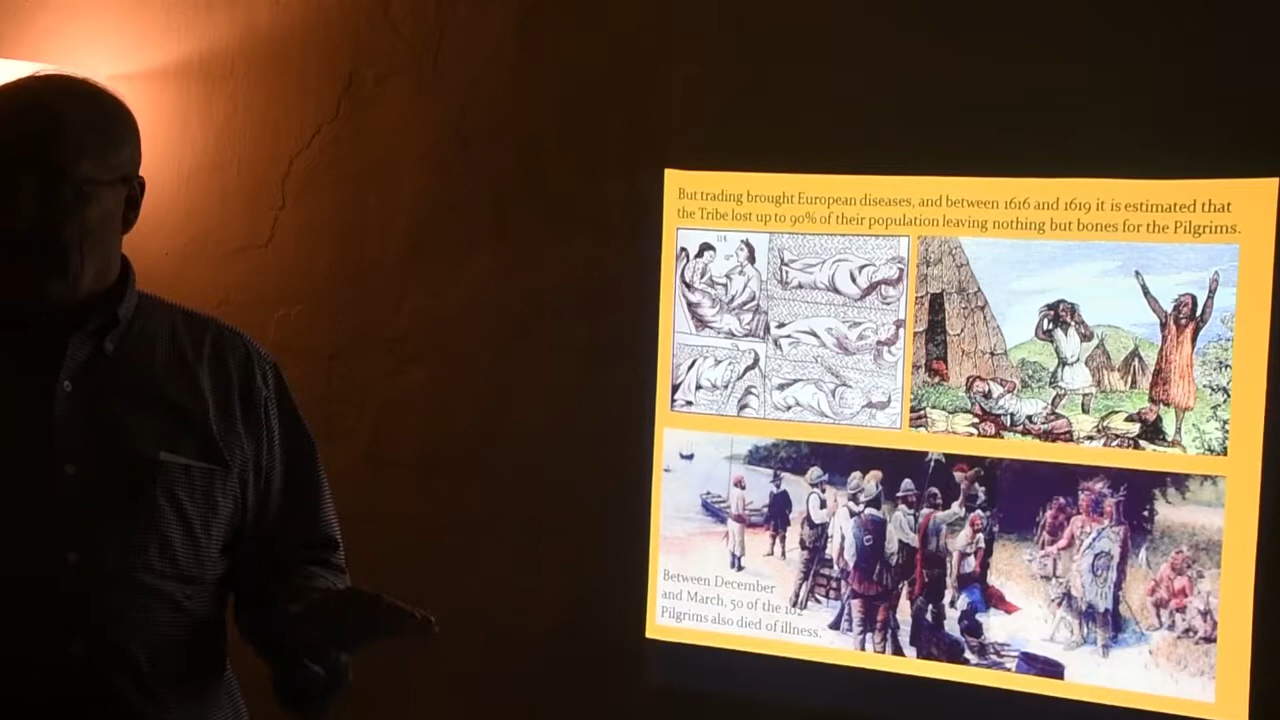 But trading brought European diseases, and between 1616 and 1619 it is estimated that
the Tribe lost up to 90% of their population leaving nothing but bones for the Pilgrims.
Between December
and March, 50 of the 102
Pilgrims also died of illness.